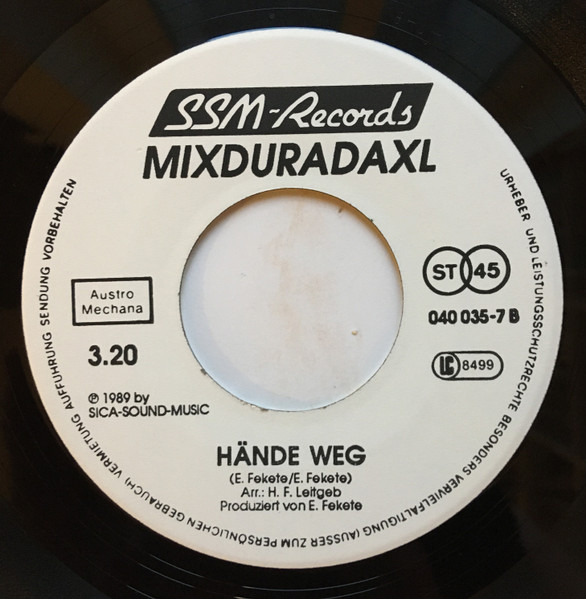 SSM-Records
MIXDURADAXL
Austro
Mechana
ST 45
040 035-7 B
3.20
LC 8499
℗ 1989 by
SICA-SOUND-MUSIC
HÄNDE WEG
(E. Fekete/E. Fekete)
Arr.: H. F. Leitgeb
Produziert von E. Fekete
URHEBER UND LEISTUNGSSCHUTZRECHTE BESONDERS VERVIELFÄLTIGUNG (AUSSER ZUM PERSÖNLICHEN GEBRAUCH) VERMIETUNG AUFFÜHRUNG SENDUNG VORBEHALTEN